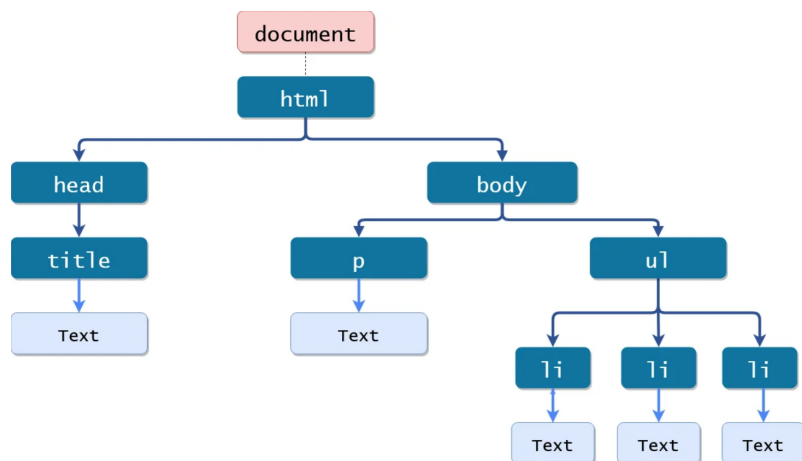 document
html
head
body
title
p
ul
Text
Text
li
li
li
Text
Text
Text